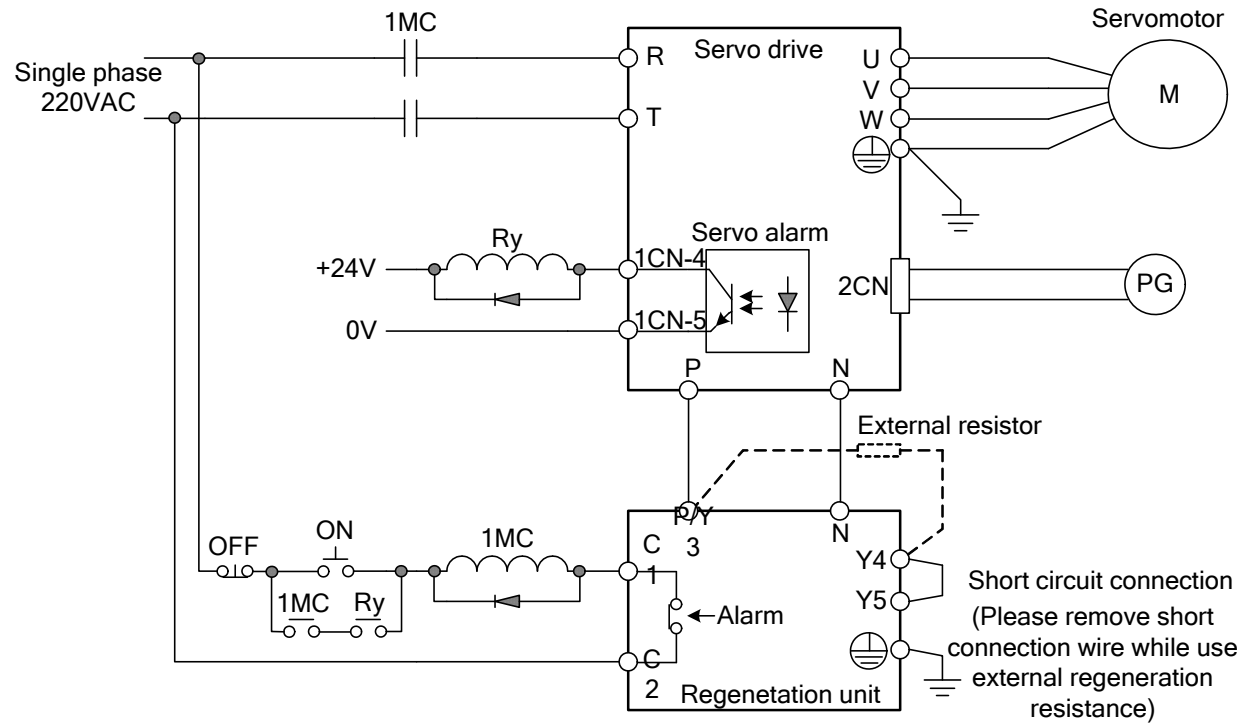 Servomotor
1MC
Servo drive
Single phase
220VAC
R
U
V
M
T
W
Servo alarm
Ry
+24V
1CN-4
2CN
PG
0V
1CN-5
P
N
External resistor
P/Y
3
N
OFF
ON
1MC
C
1
Y4
Y5
Short circuit connection
(Please remove short
connection wire while use
external regeneration
resistance)
1MC
Ry
Alarm
C
2
Regenetation unit